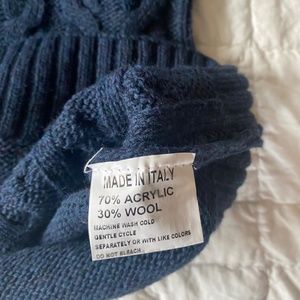 MADE IN ITALY
70% ACRYLIC
30% WOOL
MACHINE WASH COLD
GENTLE CYCLE
SEPARATELY OR WITH LIKE COLORS
DO NOT BLEACH